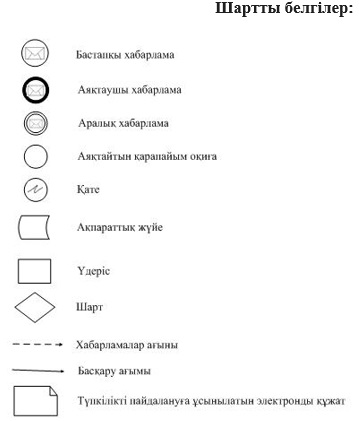 Шартты белгілер:
Бастапқы хабарлама
Аяқтаушы хабарлама
Аралық хабарлама
Аяқтайтын қарапайым оқиға
Қате
Ақпараттық жүйе
Үдеріс
Шарт
Хабарламалар ағыны
Басқару ағымы
Түпкілікті пайдалануға ұсынылатын электронды құжат